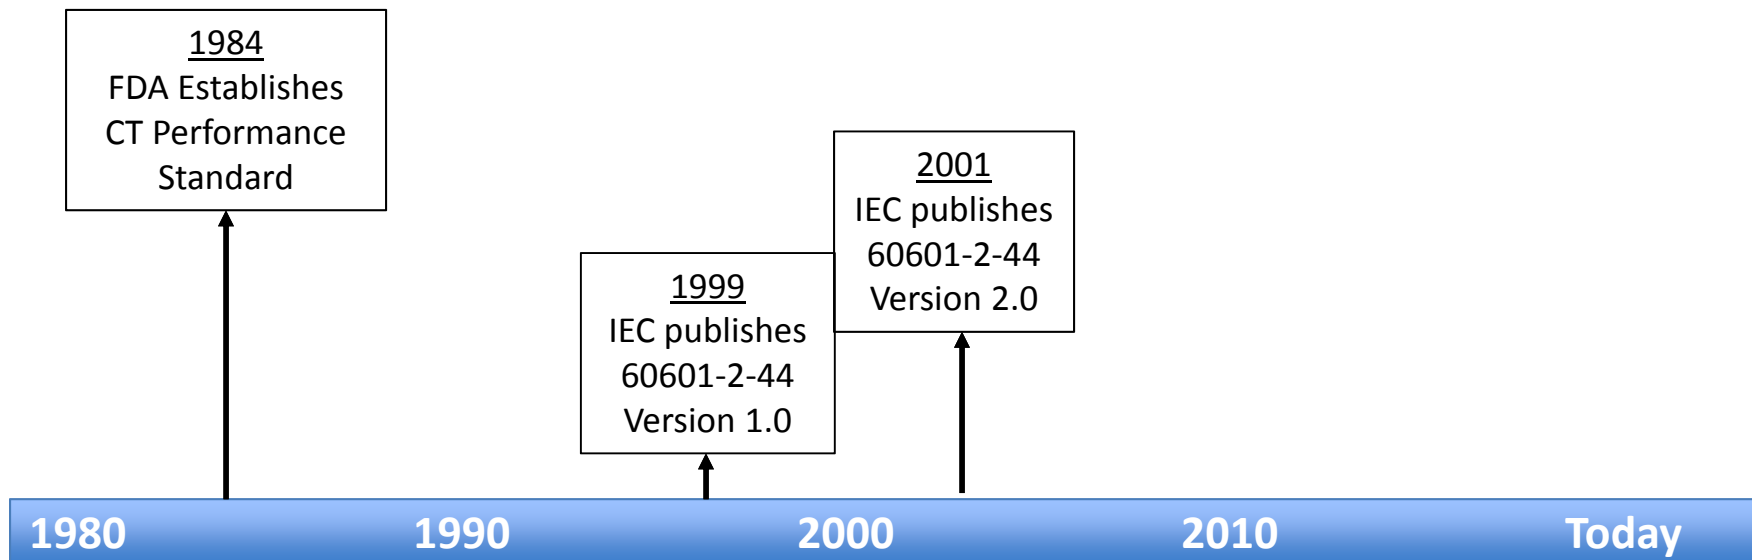 1984
FDA Establishes
CT Performance
Standard
1999
IEC publishes
60601-2-44
Version 1.0
2001
IEC publishes
60601-2-44
Version 2.0
1980
1990
2000
2010
Today